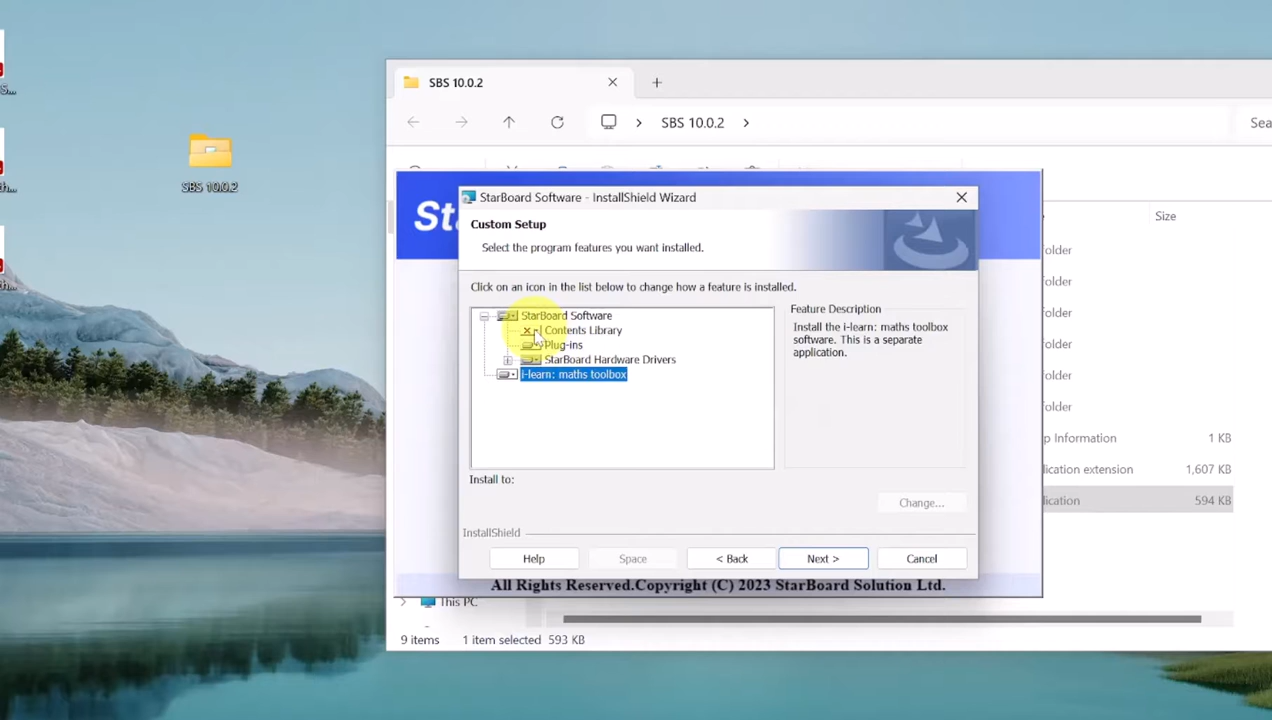 S...
th...
SBS 10.0.2
SBS 10.0.2
SBS 10.0.2
Sea
Size
StarBoard Software - InstallShield Wizard
Custom Setup
Select the program features you want installed.
Click on an icon in the list below to change how a feature is installed.
StarBoard Software
Contents Library
Plug-ins
StarBoard Hardware Drivers
i-learn: maths toolbox
Feature Description
Install the i-learn: maths toolbox
software. This is a separate
application.
Install to:
Change...
InstallShield
Help
Space
< Back
Next >
Cancel
St
older
older
older
older
older
older
p Information
1 KB
lication extension
1,607 KB
lication
594 KB
All Rights Reserved.Copyright (C) 2023 StarBoard Solution Ltd.
This PC
9 items
1 item selected
593 KB